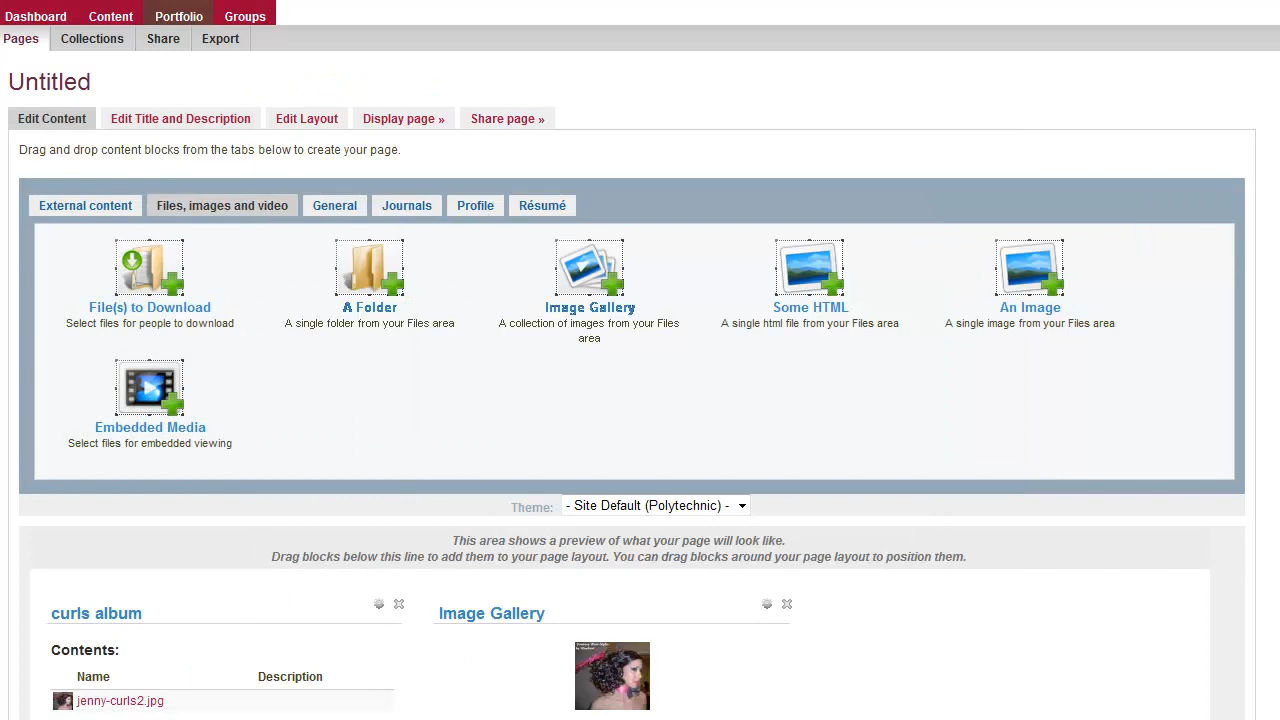 Dashboard Content Portfolio Groups
Pages Collections Share Export
Untitled
Edit Content Edit Title and Description Edit Layout Display page » Share page »
Drag and drop content blocks from the tabs below to create your page.
External content Files, images and video General Journals Profile Résumé
File(s) to Download A Folder Image Gallery Some HTML An Image
Select files for people to download A single folder from your Files area A collection of images from your Files A single html file from your Files area A single image from your Files area
area
Embedded Media
Select files for embedded viewing
Theme: - Site Default (Polytechnic) -
This area shows a preview of what your page will look like.
Drag blocks below this line to add them to your page layout. You can drag blocks around your page layout to position them.
curls album Image Gallery
Contents:
Name Description
jenny-curls2.jpg